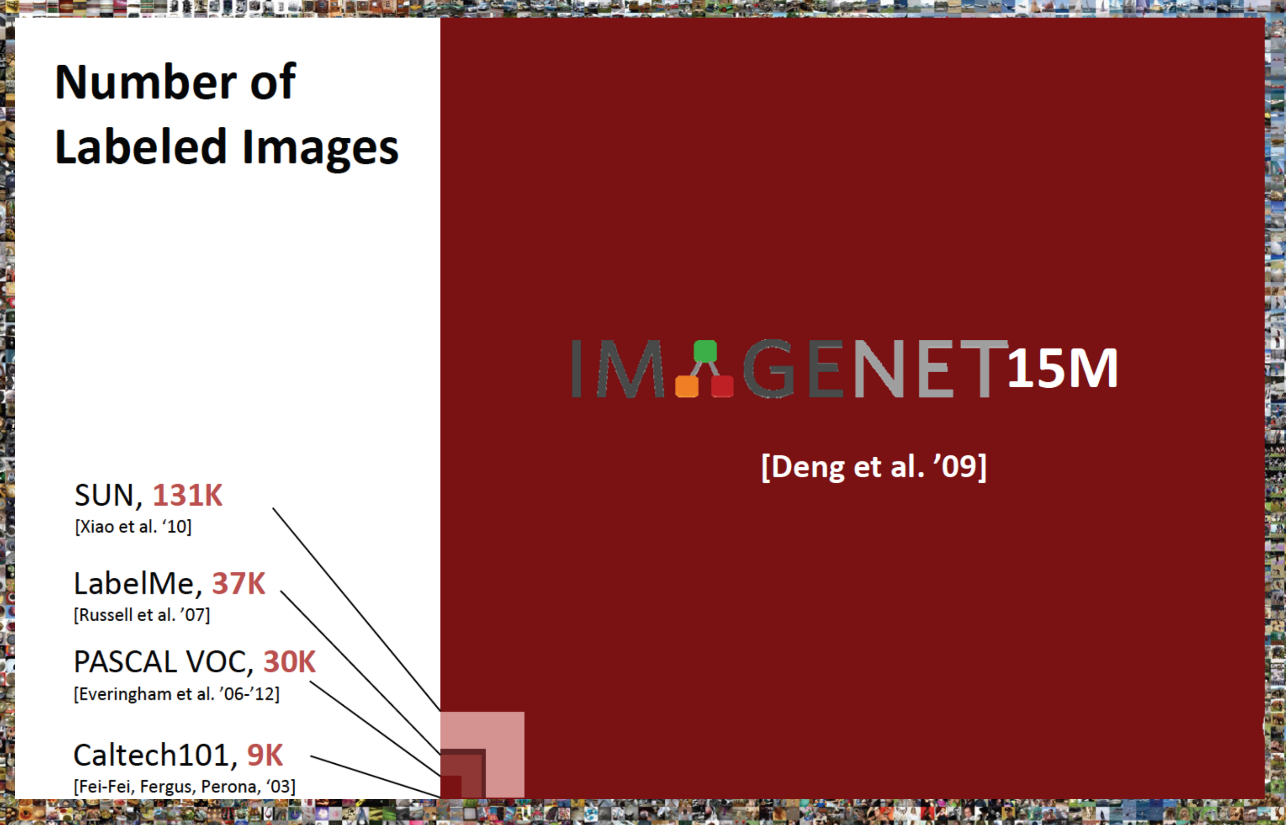 Number of
Labeled Images
IMAGENET 15M
[Deng et al. ’09]
SUN, 131K
[Xiao et al. ‘10]
LabelMe, 37K
[Russell et al. ’07]
PASCAL VOC, 30K
[Everingham et al. ’06-’12]
Caltech101, 9K
[Fei-Fei, Fergus, Perona, ‘03]